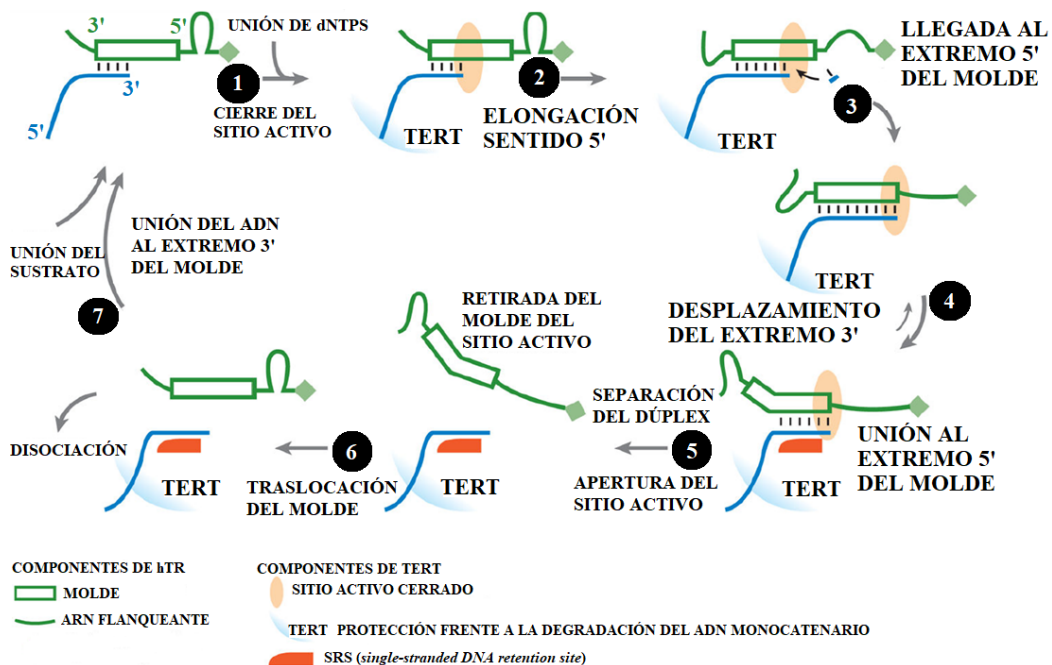 3'
5'
UNIÓN DE dNTPS
3'
5'
1
CIERRE DEL
SITIO ACTIVO
TERT
2
ELONGACIÓN
SENTIDO 5'
TERT
LLEGADA AL
EXTREMO 5'
DEL MOLDE
3
TERT
4
DESPLAZAMIENTO
DEL EXTREMO 3'
UNIÓN AL
EXTREMO 5'
DEL MOLDE
TERT
SEPARACIÓN
DEL DÚPLEX
5
APERTURA DEL
SITIO ACTIVO
RETIRADA DEL
MOLDE DEL
SITIO ACTIVO
TERT
6
TRASLOCACIÓN
DEL MOLDE
TERT
DISOCIACIÓN
7
UNIÓN DEL
SUSTRATO
UNIÓN DEL ADN
AL EXTREMO 3'
DEL MOLDE
COMPONENTES DE hTR
MOLDE
ARN FLANQUEANTE
COMPONENTES DE TERT
SITIO ACTIVO CERRADO
TERT PROTECCIÓN FRENTE A LA DEGRADACIÓN DEL ADN MONOCATENARIO
SRS (single-stranded DNA retention site)